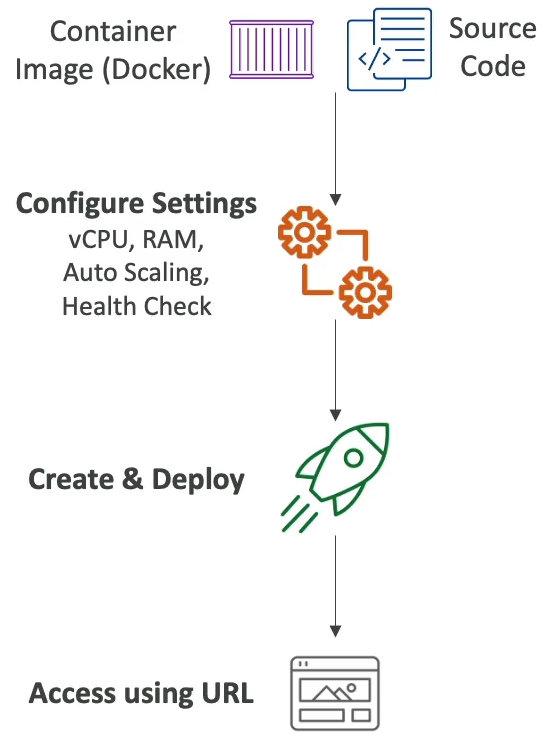 Container
Image (Docker)
Source
Code
</>
Configure Settings
vCPU, RAM,
Auto Scaling,
Health Check
Create & Deploy
Access using URL